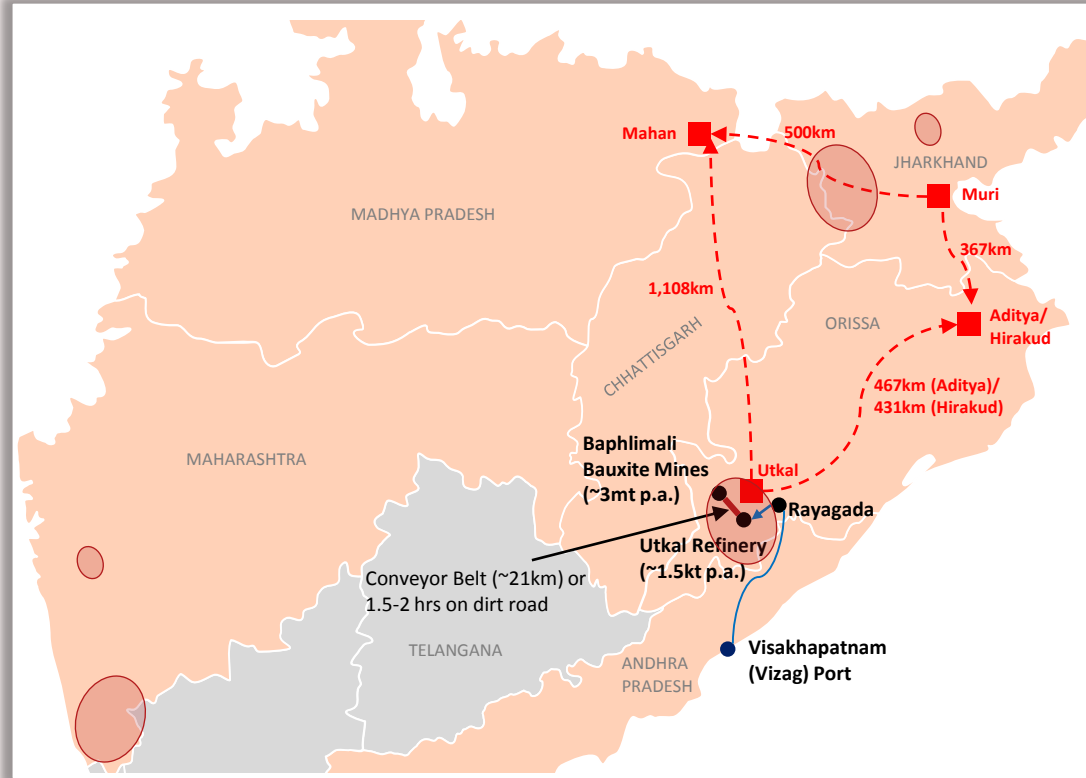 Mahan
500km
JHARKHAND
Muri
MADHYA PRADESH
367km
1,108km
ORISSA
Aditya/
Hirakud
CHHATTISGARH
467km (Aditya)/
431km (Hirakud)
Baphlimali
Bauxite Mines
(~3mt p.a.)
MAHARASHTRA
Utkal
Rayagada
Utkal Refinery
(~1.5kt p.a.)
Conveyor Belt (~21km) or
1.5-2 hrs on dirt road
TELANGANA
ANDHRA
PRADESH
Visakhapatnam
(Vizag) Port